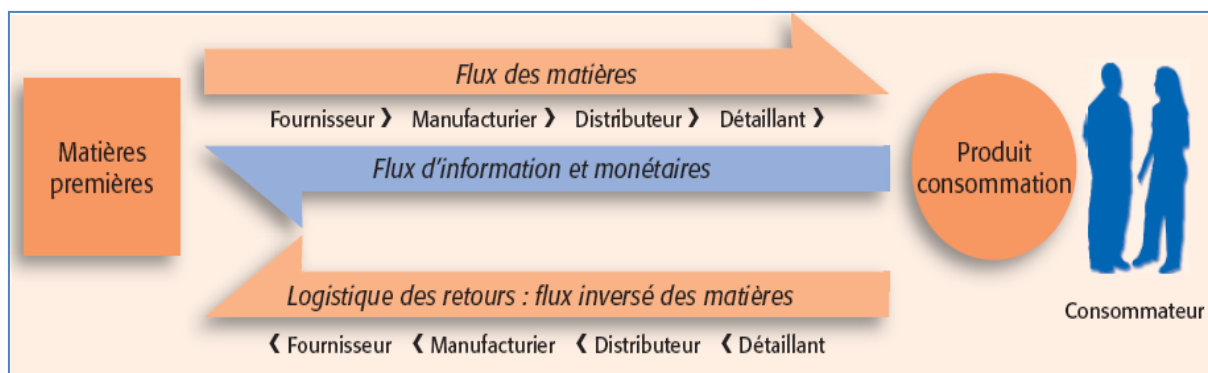 Flux des matières
Fournisseur ❯ Manufacturier ❯ Distributeur ❯ Détaillant ❯
Matières
premières
Flux d’information et monétaires
Produit
consommation
Logistique des retours : flux inversé des matières
❮ Fournisseur ❮ Manufacturier ❮ Distributeur ❮ Détaillant
Consommateur